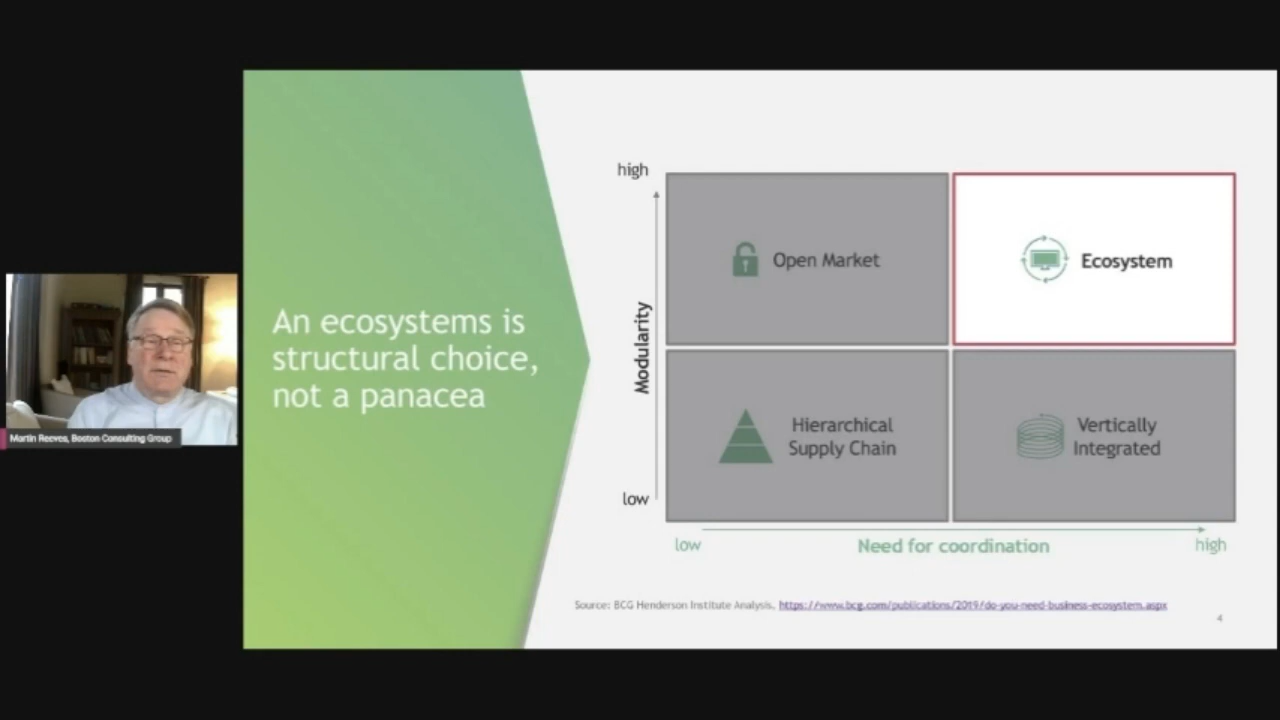 An ecosystems is
structural choice,
not a panacea
high
Modularity
low
Open Market
Ecosystem
Hierarchical
Supply Chain
Vertically
Integrated
low
Need for coordination
high
Source: BCG Henderson Institute Analysis, https://www.bcg.com/publications/2019/do-you-need-business-ecosystem.aspx
4
Martin Reeves, Boston Consulting Group